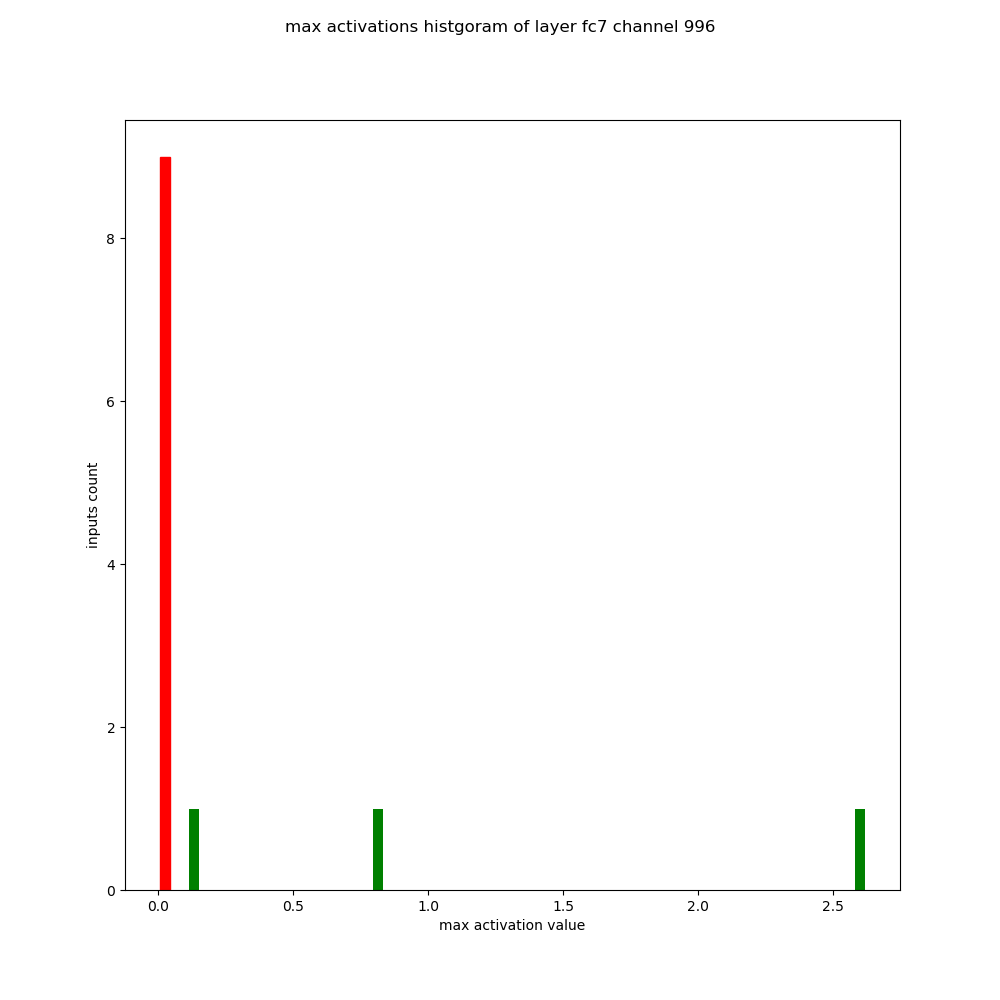 max activations histgoram of layer fc7 channel 996
8
6
4
2
0
inputs count
0.0 0.5 1.0 1.5 2.0 2.5
max activation value